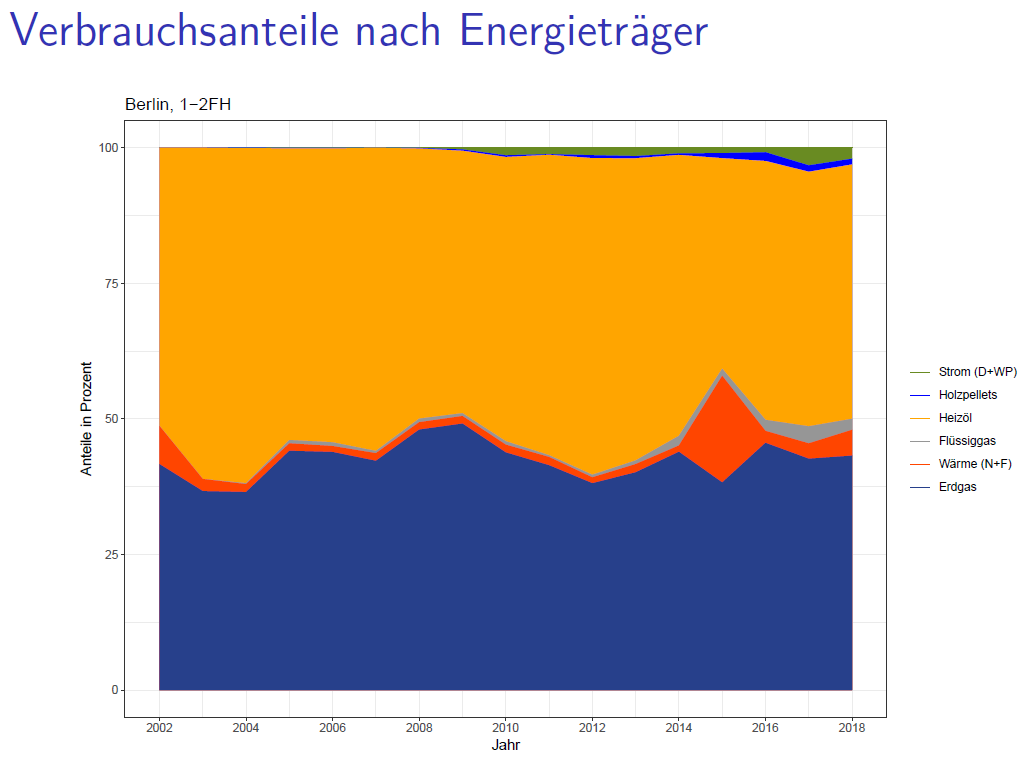 Verbrauchsanteile nach Energieträger
Berlin, 1−2FH
100
75
50
25
0
Anteile in Prozent
2002 2004 2006 2008 2010 2012 2014 2016 2018
Jahr
Strom (D+WP)
Holzpellets
Heizöl
Flüssiggas
Wärme (N+F)
Erdgas